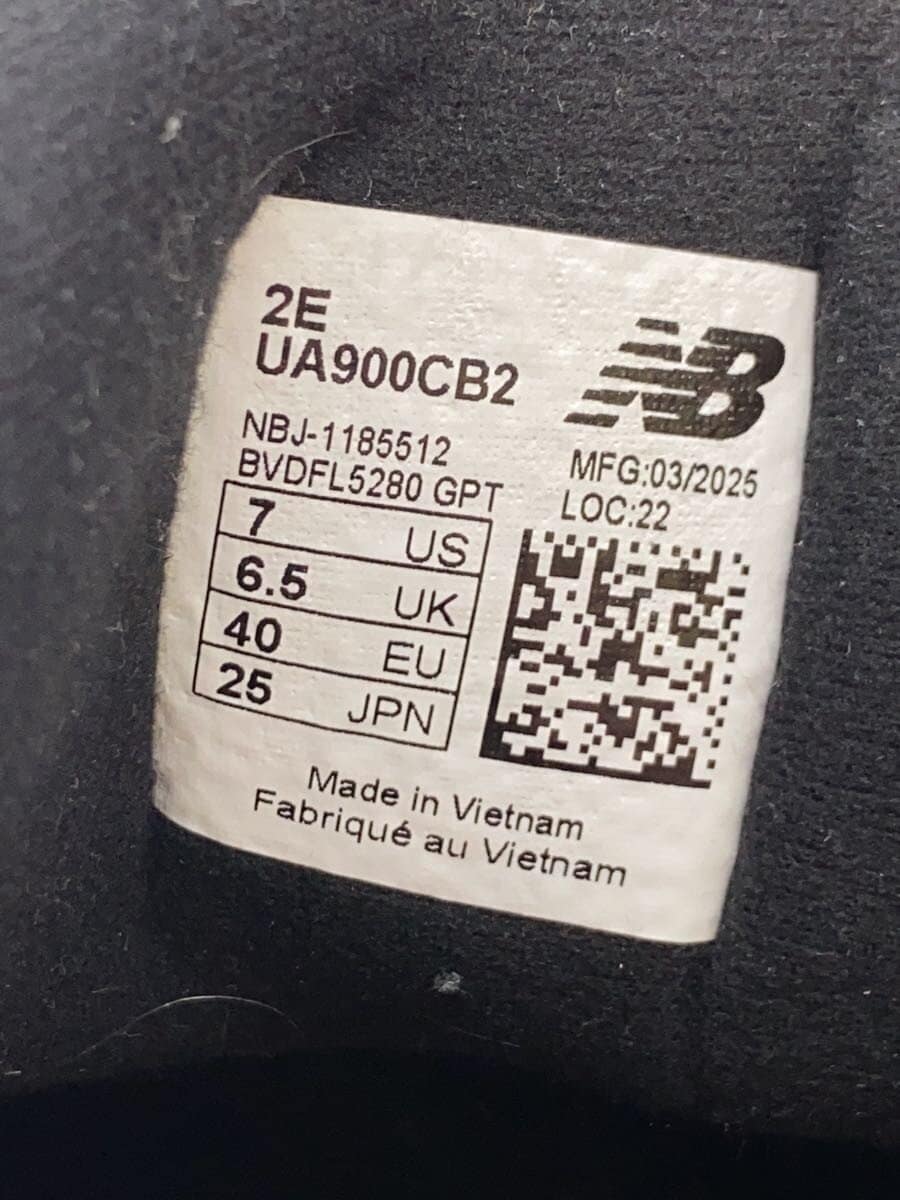 2E
UA900CB2
NB
NBJ-1185512
BVDFL5280 GPT
MFG:03/2025
LOC:22
7 US
6.5 UK
40 EU
25 JPN
Made in Vietnam
Fabriqué au Vietnam